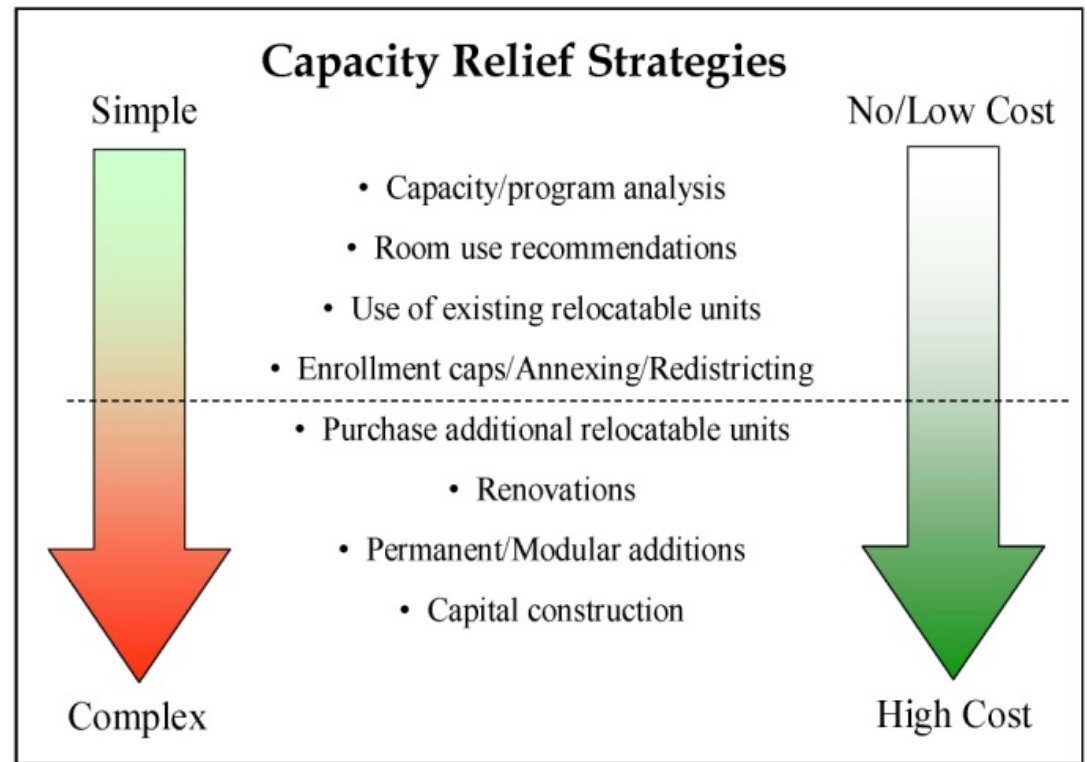 Capacity Relief Strategies
Simple
No/Low Cost
• Capacity/program analysis
• Room use recommendations
• Use of existing relocatable units
• Enrollment caps/Annexing/Redistricting
• Purchase additional relocatable units
• Renovations
• Permanent/Modular additions
• Capital construction
Complex
High Cost